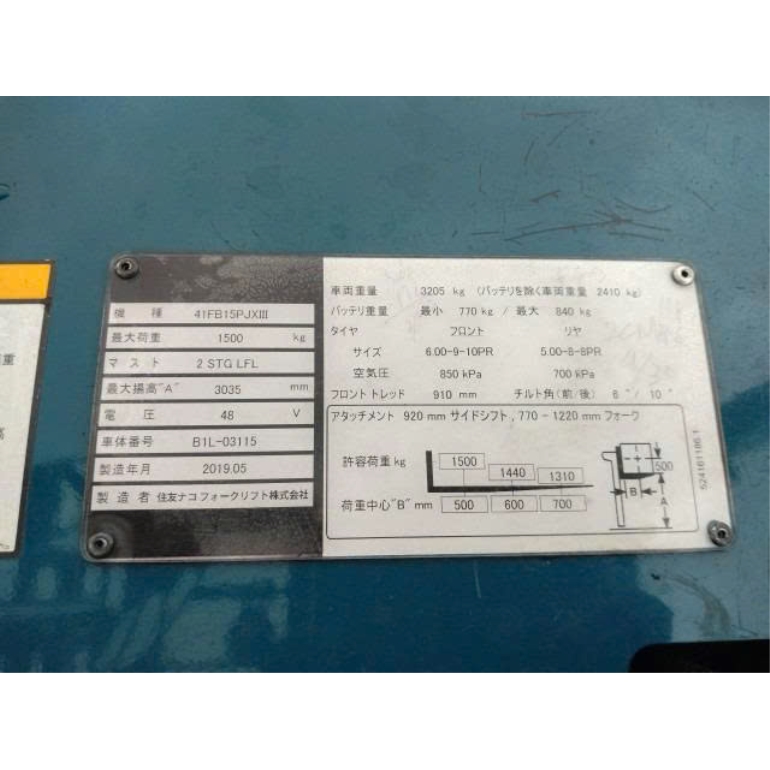 機 種 41FB15PJXⅢ
最大荷重 1500 kg
マ ス ト 2 STG LFL
最大揚高"A" 3035 mm
電 圧 48 V
車体番号 B1L-03115
製造年月 2019.05
製 造 者 住友ナコフォークリフト株式会社
車両重量 3205 kg (バッテリを除く車両重量 2410 kg)
バッテリ重量 最小 770 kg / 最大 840 kg
タイヤ フロント リヤ
サイズ 6.00-9-10PR 5.00-8-8PR
空気圧 850 kPa 700 kPa
フロント トレッド 910 mm チルト角(前/後) 6°/ 10°
アタッチメント 920 mm サイドシフト, 770 - 1220 mm フォーク
許容荷重 kg 1500 1440 1310
荷重中心"B" mm 500 600 700
500
B
A
524161186 1
重